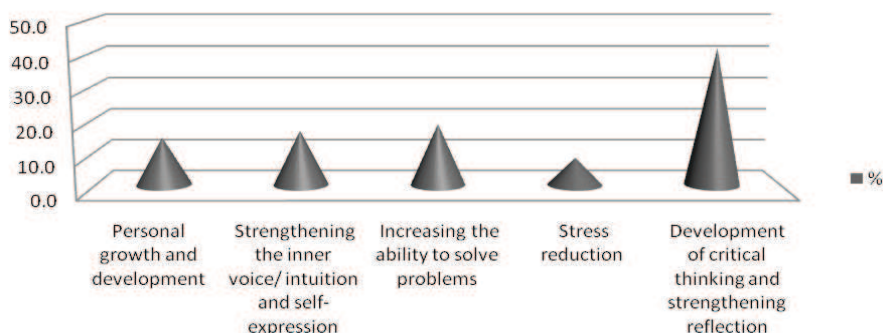 50.0
40.0
30.0
20.0
10.0
0.0
%
Personal
growth and
development
Strengthening
the inner
voice/ intuition
and self-
expression
Increasing the
ability to solve
problems
Stress
reduction
Development
of critical
thinking and
strengthening
reflection